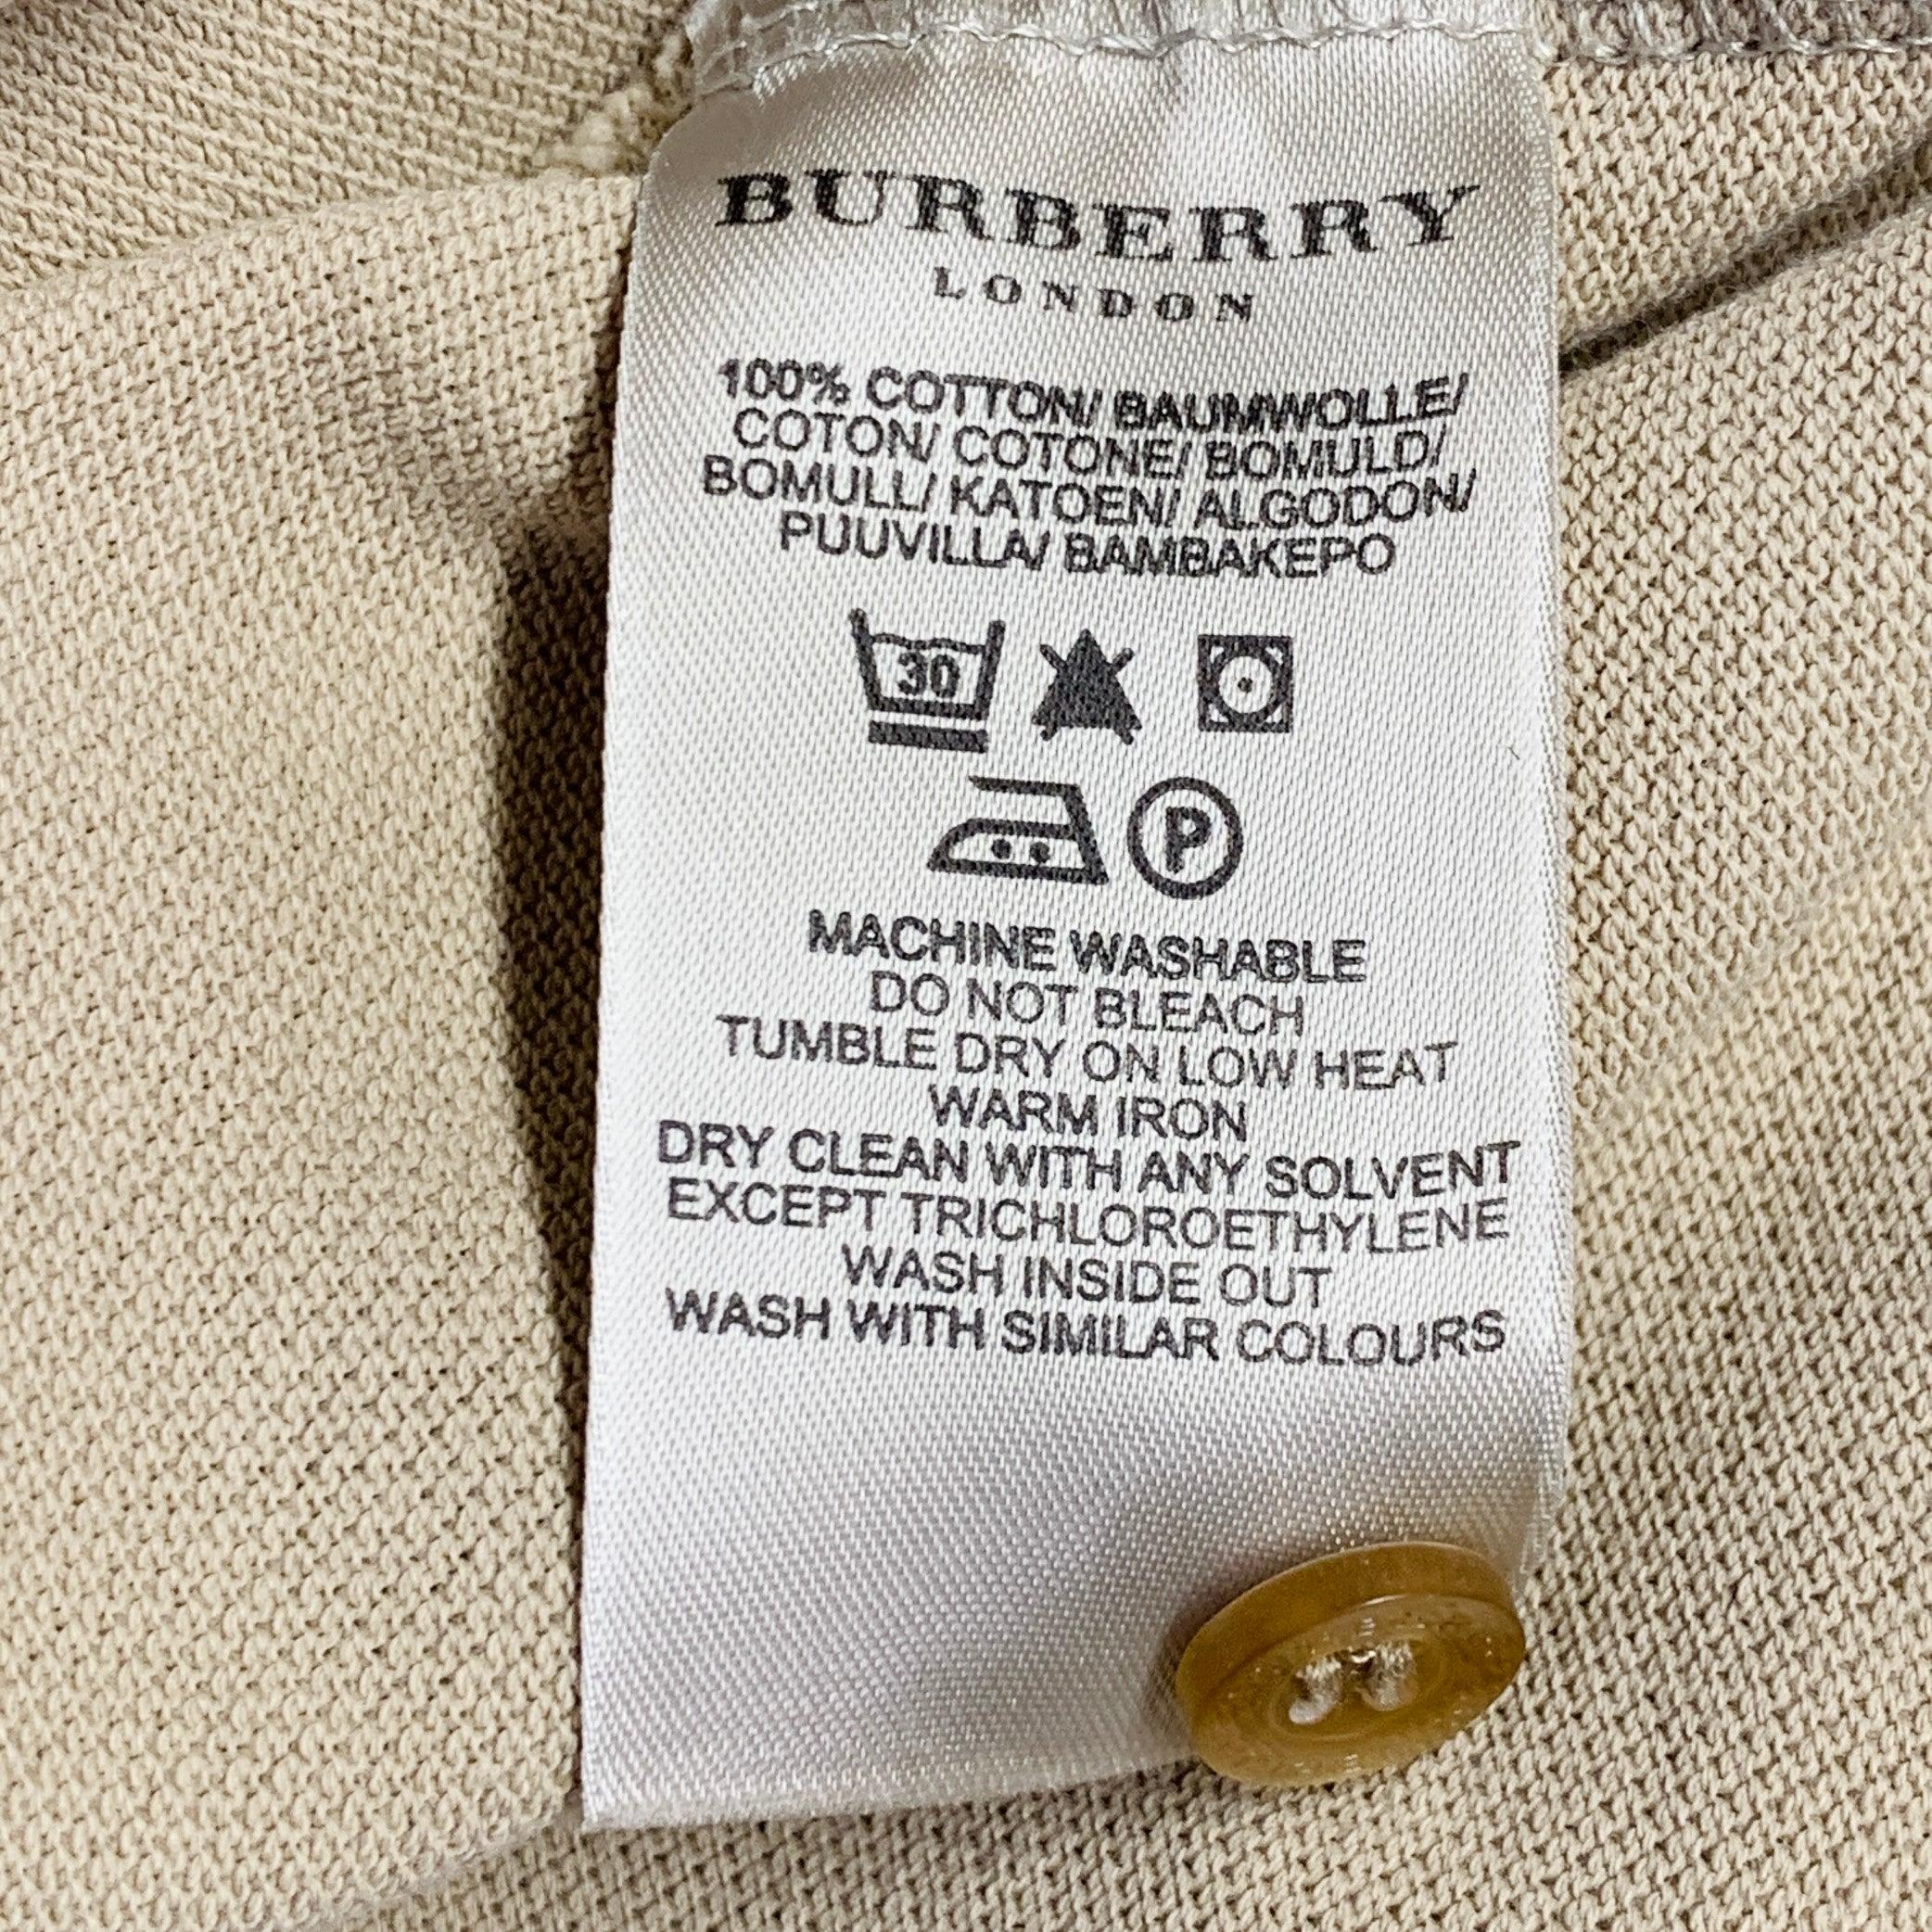 BURBERRY
LONDON
100% COTTON/ BAUMWOLLE/
COTON/ COTONE/ BOMULD/
BOMULL/ KATOEN/ ALGODON/
PUUVILLA/ BAMBAKEPO
30
P
MACHINE WASHABLE
DO NOT BLEACH
TUMBLE DRY ON LOW HEAT
WARM IRON
DRY CLEAN WITH ANY SOLVENT
EXCEPT TRICHLOROETHYLENE
WASH INSIDE OUT
WASH WITH SIMILAR COLOURS